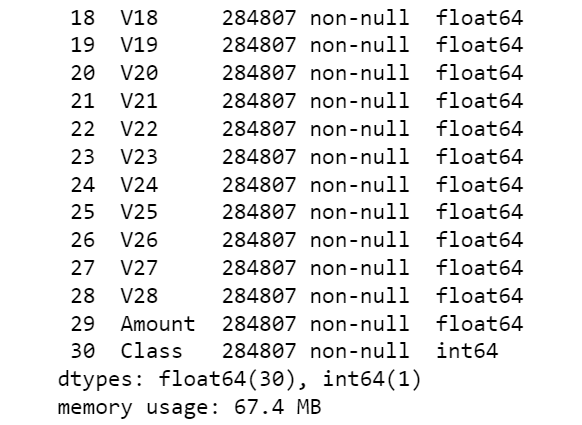 18  V18     284807 non-null  float64
19  V19     284807 non-null  float64
20  V20     284807 non-null  float64
21  V21     284807 non-null  float64
22  V22     284807 non-null  float64
23  V23     284807 non-null  float64
24  V24     284807 non-null  float64
25  V25     284807 non-null  float64
26  V26     284807 non-null  float64
27  V27     284807 non-null  float64
28  V28     284807 non-null  float64
29  Amount  284807 non-null  float64
30  Class   284807 non-null  int64
dtypes: float64(30), int64(1)
memory usage: 67.4 MB